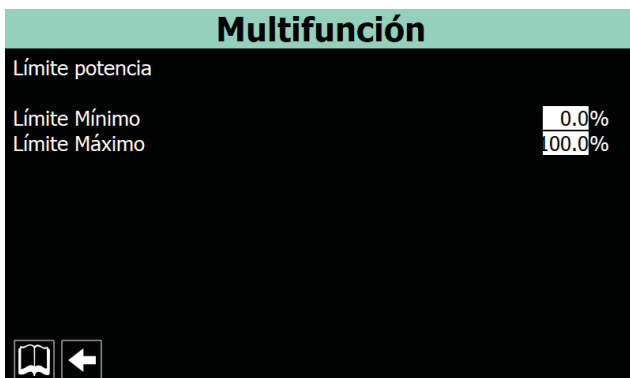 Multifunción
Límite potencia
Límite Mínimo 0.0%
Límite Máximo 100.0%